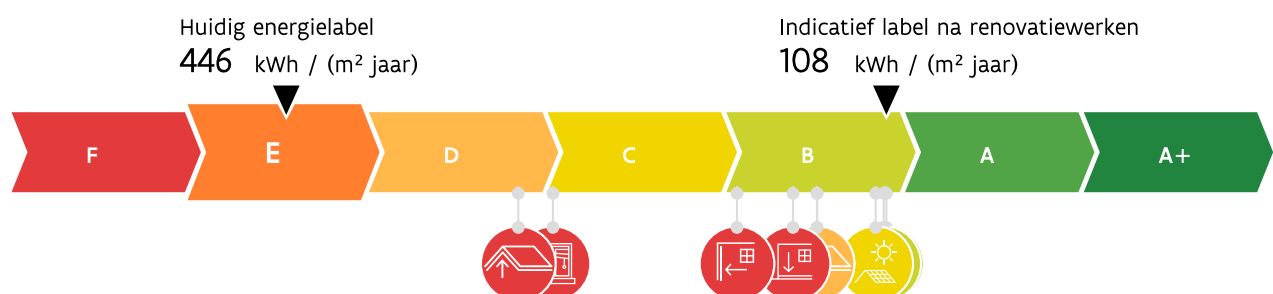 Huidig energielabel
446 kWh / (m² jaar)
Indicatief label na renovatiewerken
108 kWh / (m² jaar)
F E D C B A A+